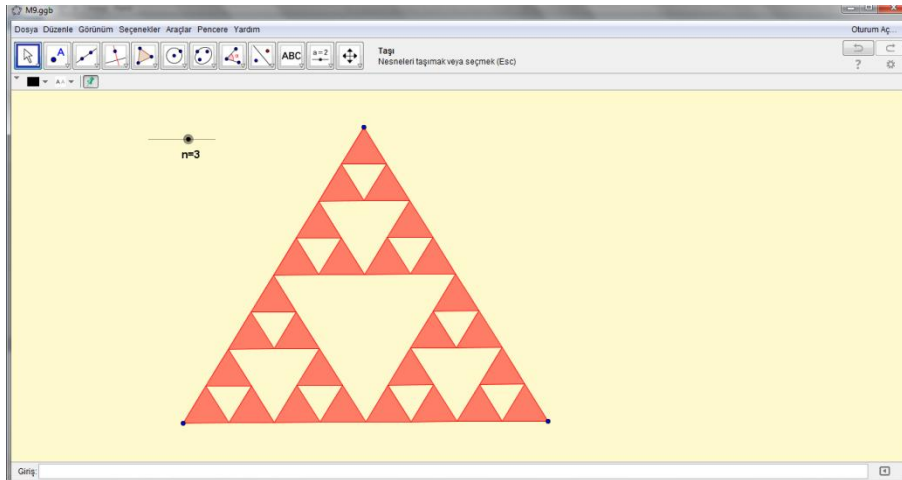 M9.ggb
Dosya Düzenle Görünüm Seçenekler Araçlar Pencere Yardım Oturum Aç...
A ABC a=2
Taşı
Nesneleri taşımak veya seçmek (Esc)
n=3
Giriş: